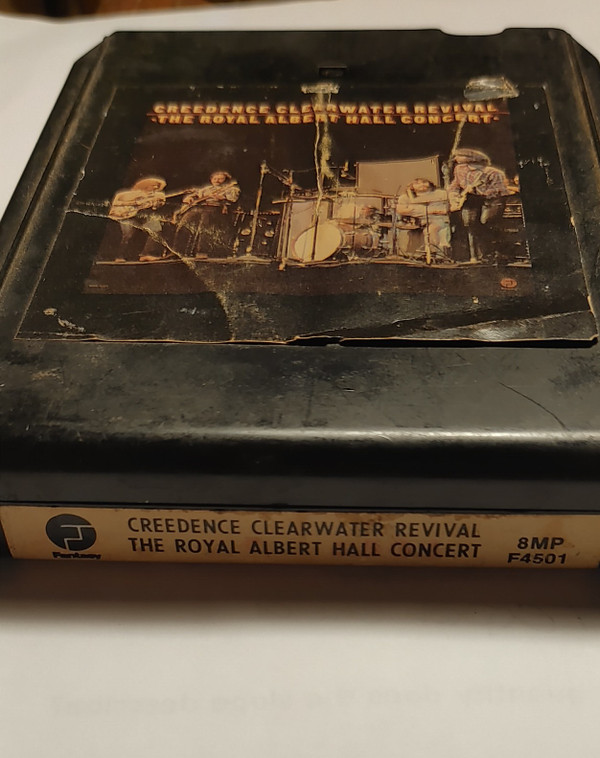 CREEDENCE CLEARWATER REVIVAL
·THE ROYAL ALBERT HALL CONCERT·
Fantasy
CREEDENCE CLEARWATER REVIVAL
THE ROYAL ALBERT HALL CONCERT
8MP
F4501